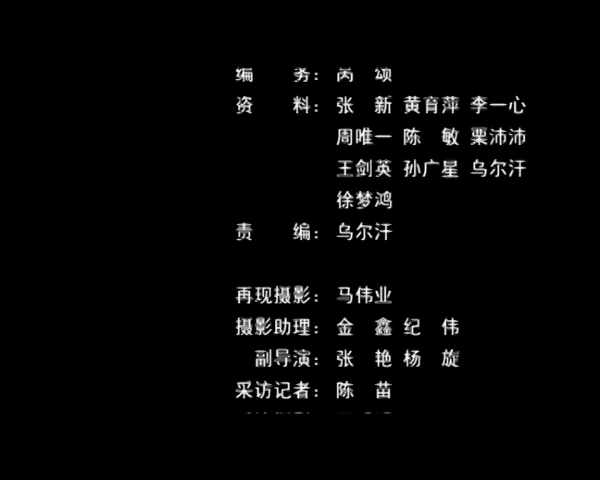 编　务：芮　颂
资　料：张　新 黄育萍 李一心
周唯一 陈　敏 栗沛沛
王剑英 孙广星 乌尔汗
徐梦鸿
责　编：乌尔汗
再现摄影：马伟业
摄影助理：金　鑫 纪　伟
副导演：张　艳 杨　旋
采访记者：陈　苗